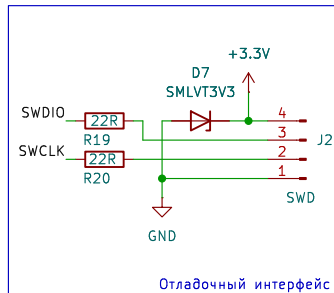 D7
SMLVT3V3
+3.3V
SWDIO
22R
R19
SWCLK
22R
R20
4
3
2
1
J2
SWD
GND
Отладочный интерфейс